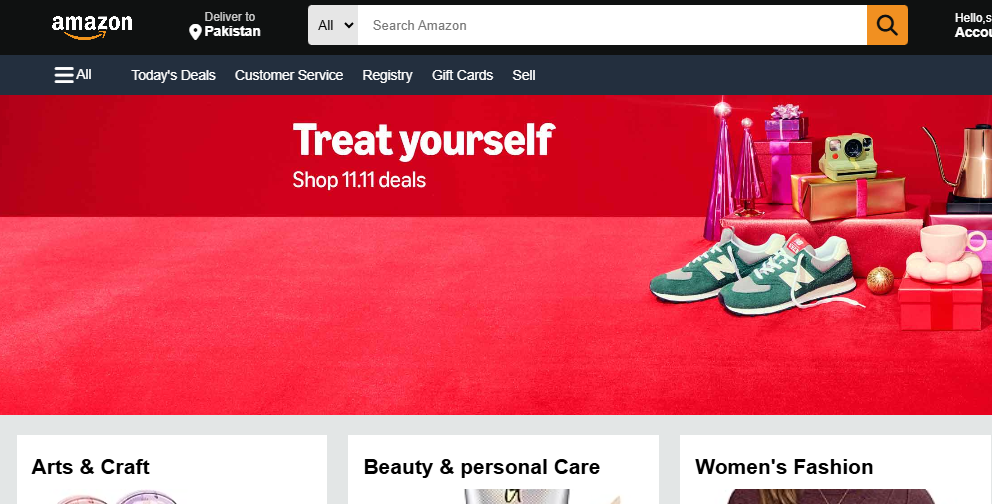 amazon
Deliver to
Pakistan
All
Search Amazon
Hello,s
Accou
All
Today's Deals
Customer Service
Registry
Gift Cards
Sell
Treat yourself
Shop 11.11 deals
N
N
Arts & Craft
Beauty & personal Care
Women's Fashion